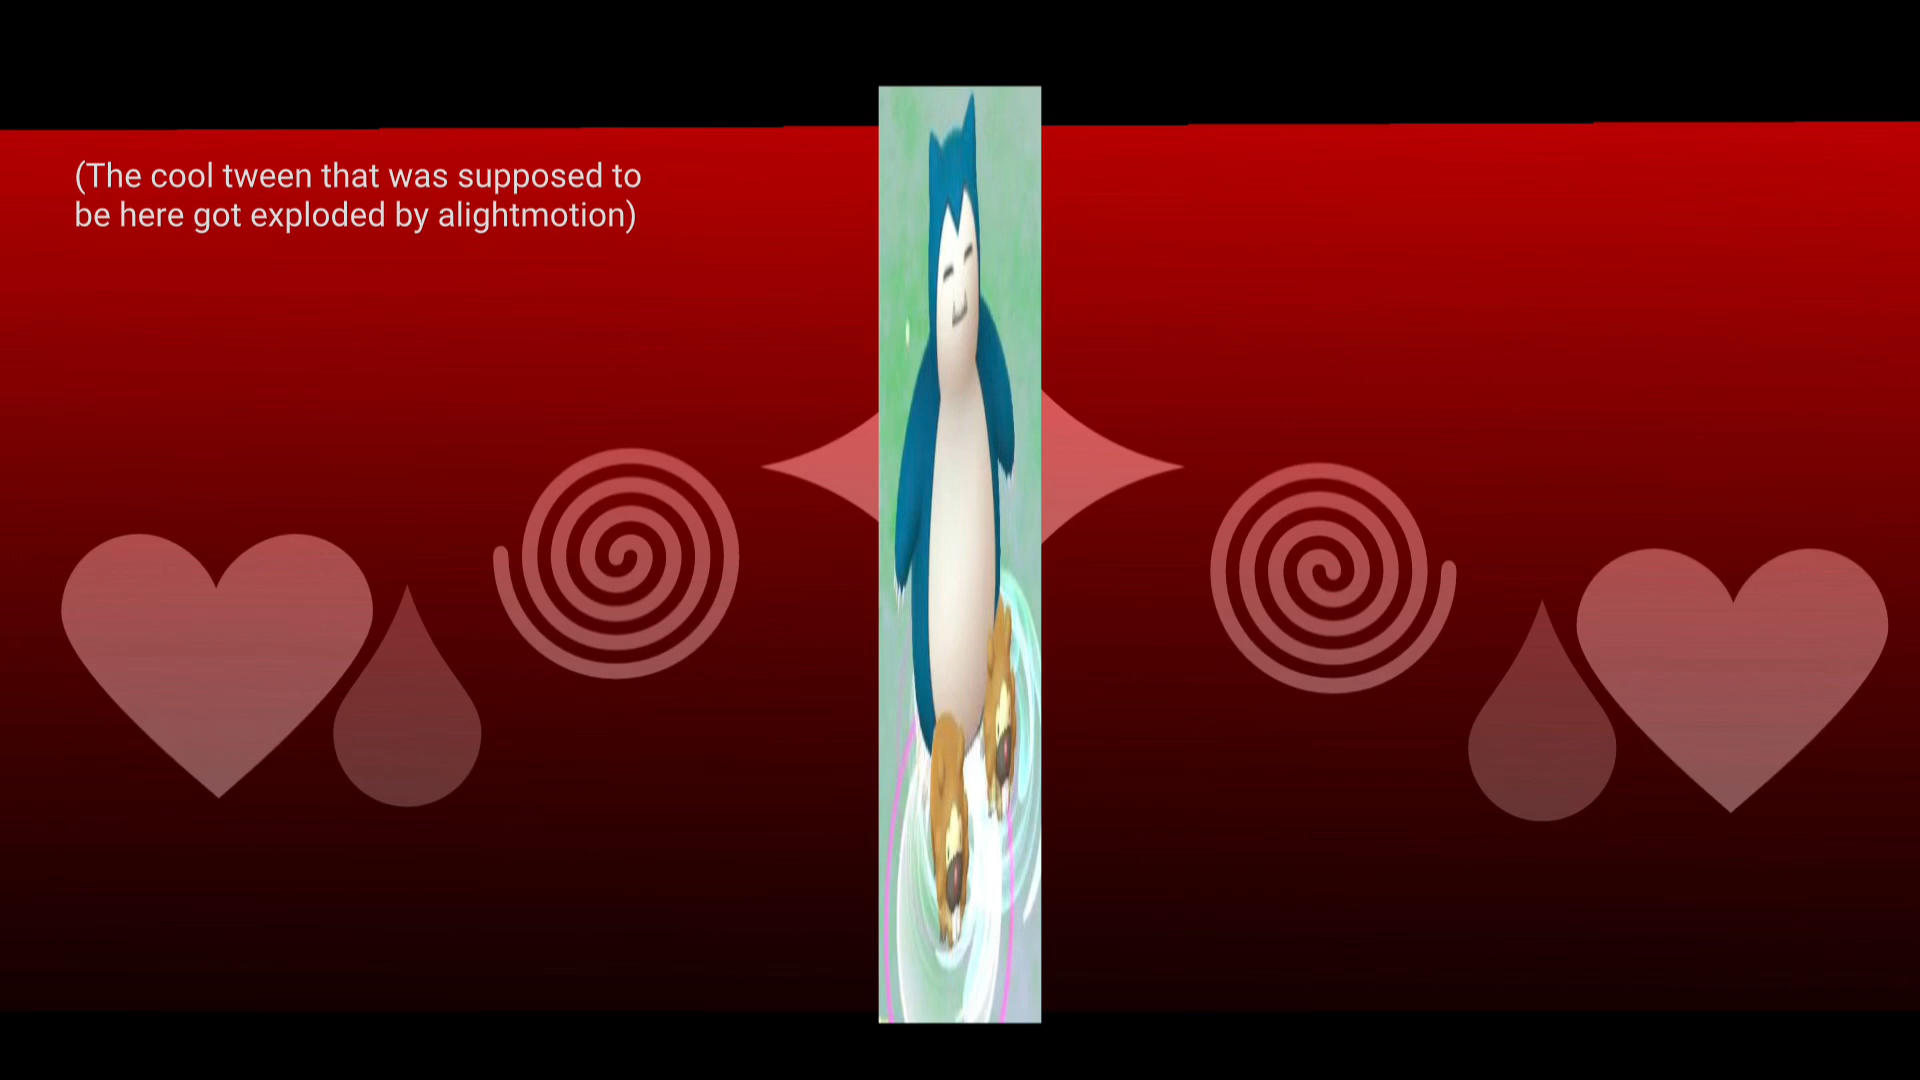 (The cool tween that was supposed to
be here got exploded by alightmotion)